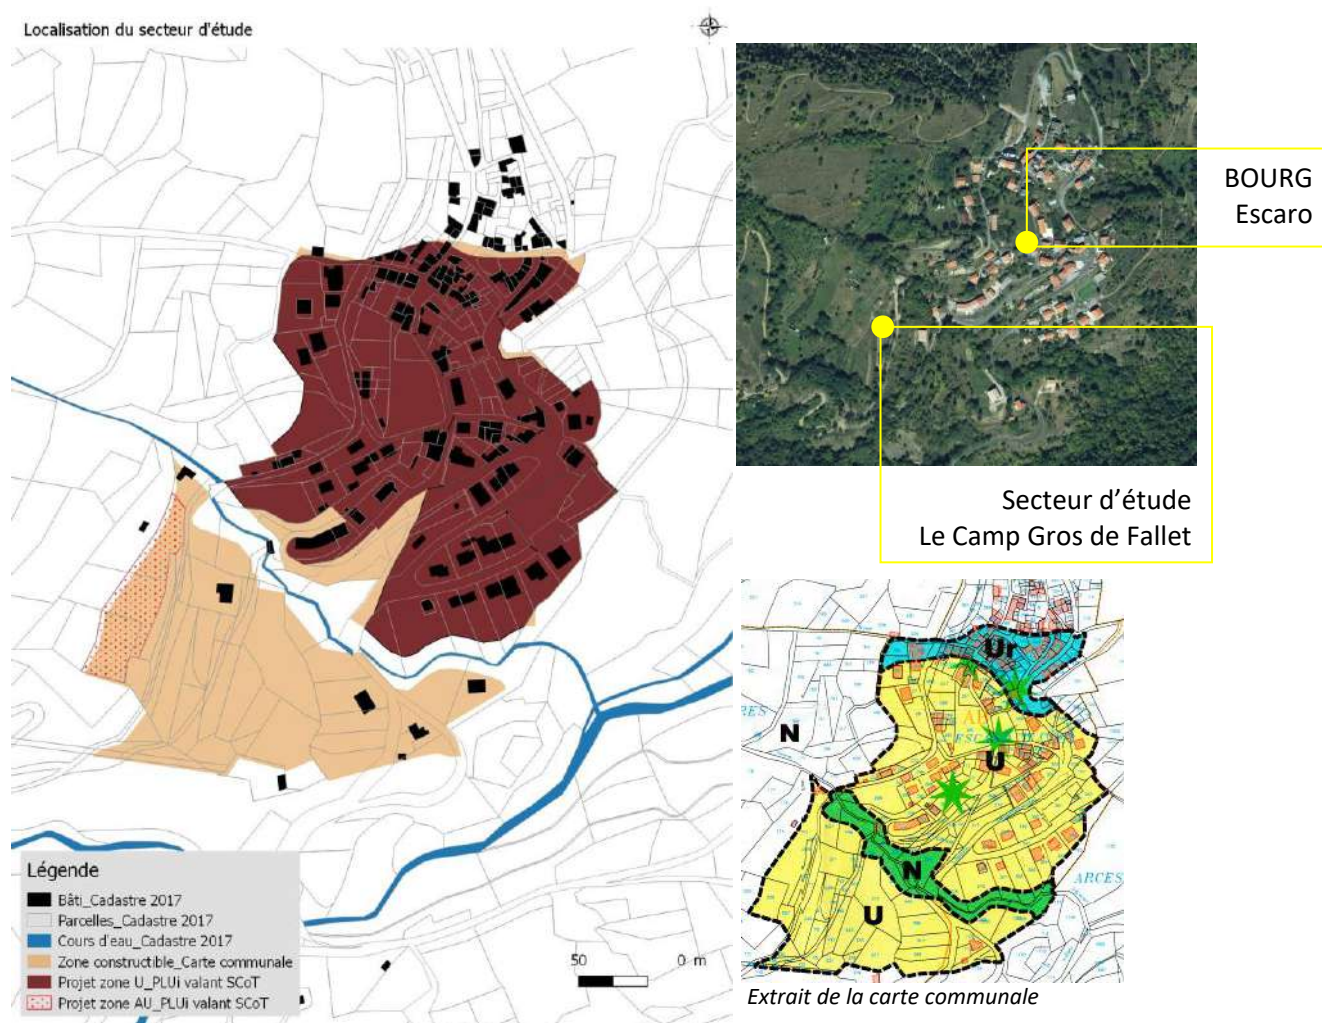 Localisation du secteur d'étude
BOURG
Escaro
Secteur d'étude
Le Camp Gros de Fallet
Ur
N
U
N
U
ARCES
Extrait de la carte communale
Légende
Bâti_Cadastre 2017
Parcelles_Cadastre 2017
Cours d'eau_Cadastre 2017
Zone constructible_Carte communale
Projet zone U_PLUi valant SCoT
Projet zone AU_PLUi valant SCoT
50 0 m